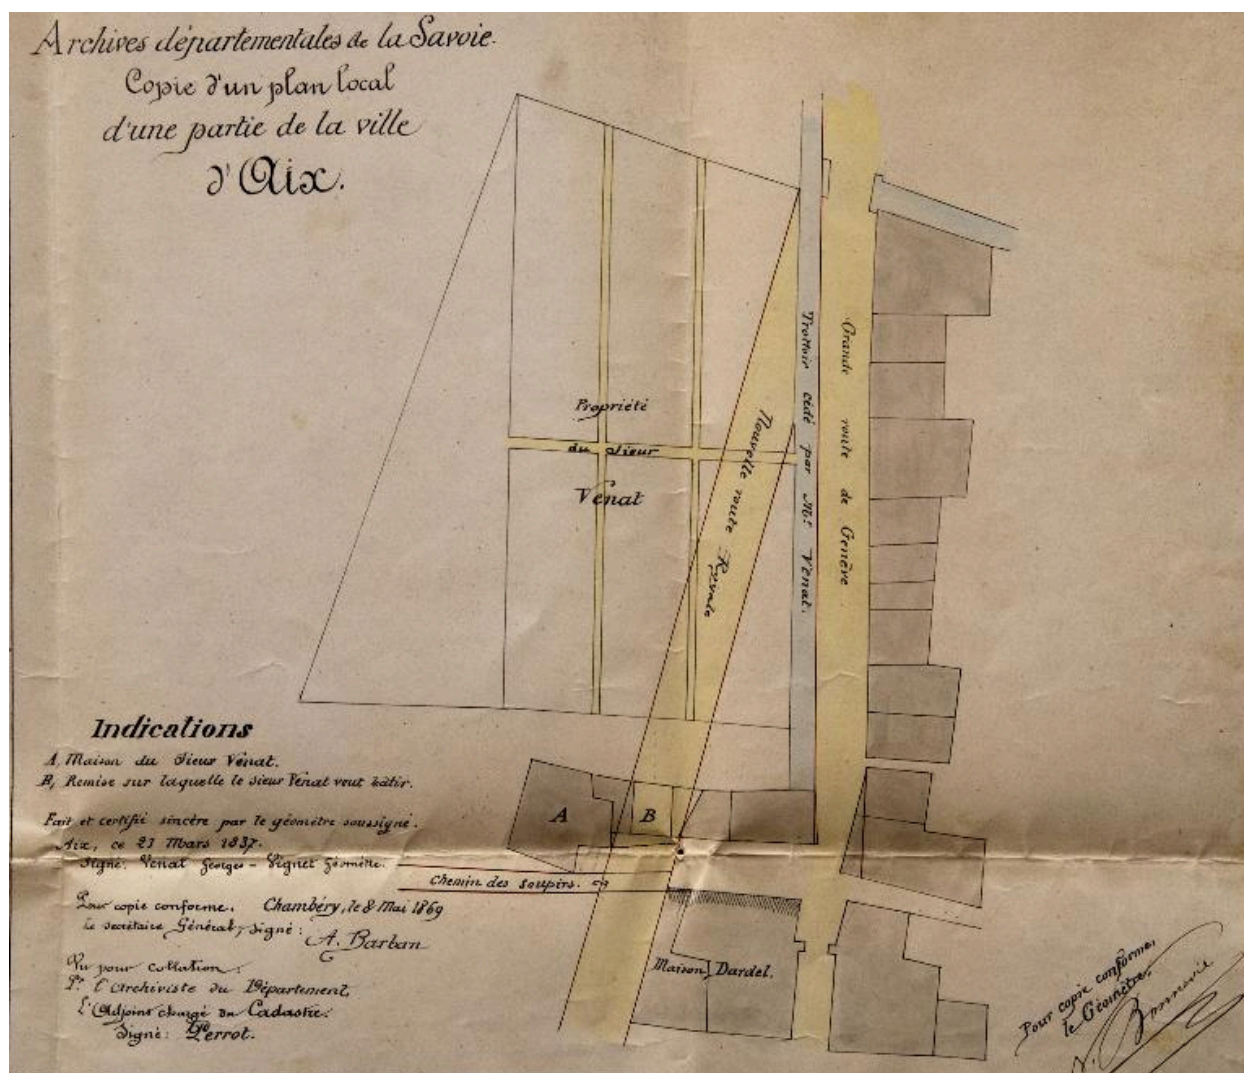 Archives départementales de la Savoie.
Copie d'un plan local
d'une partie de la ville
d'Aix.
Trottoir cédé par Mr. Venat.
Grande route de Genève
Nouvelle route Royale
Propriété
du Sieur
Venat
Indications
A, Maison du Sieur Venat.
B, Remise sur laquelle le sieur Venat veut bâtir.
Fait et certifié sincère par le géomètre soussigné.
Aix, ce 21 Mars 1837.
Signé: Venat Georges - Vignet Géomètre.
A
B
Chemin des soupirs.
Pour copie conforme. Chambéry, le 8 Mai 1869
Le secrétaire Général, signé:
A. Barban
Vu pour collation:
Pr. l'Archiviste du Département,
L'Adjoint chargé du Cadastre.
Signé: Perrot.
Maison Dardel.
Pour copie conforme,
le Géomètre,